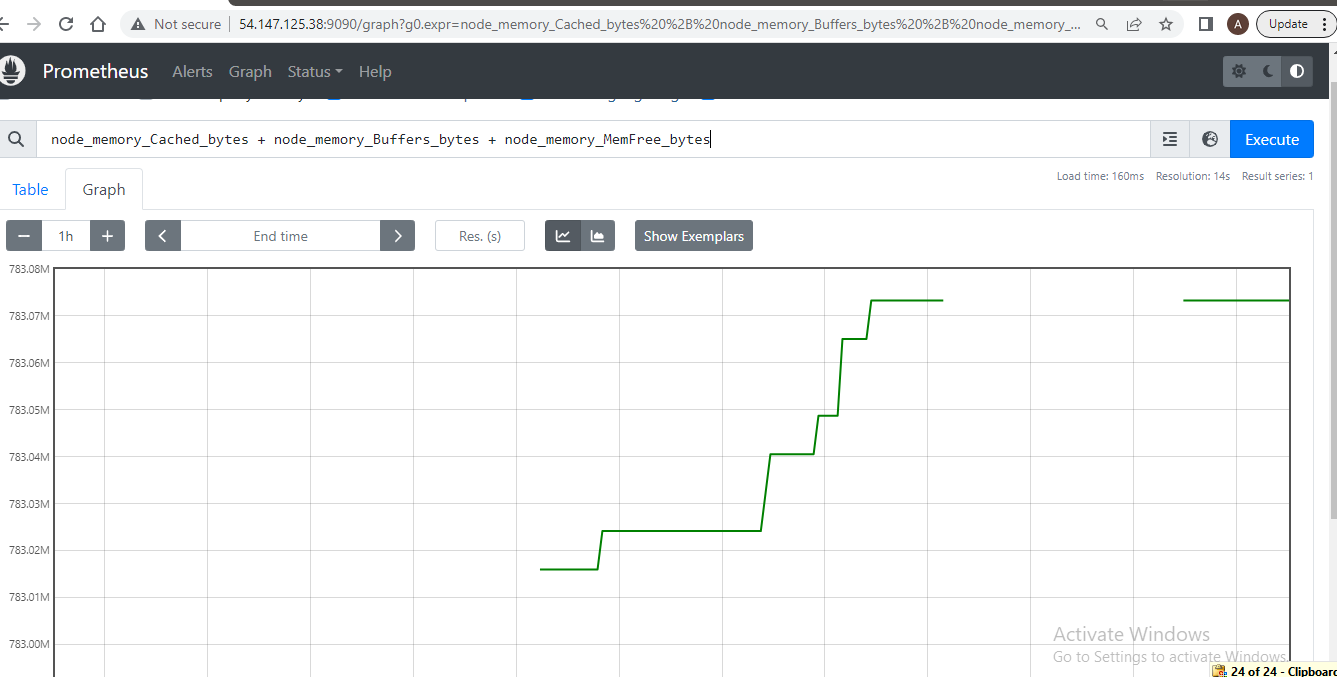 Not secure 54.147.125.38:9090/graph?g0.expr=node_memory_Cached_bytes%20%2B%20node_memory_Buffers_bytes%20%2B%20node_memory_... A Update
Prometheus Alerts Graph Status Help
node_memory_Cached_bytes + node_memory_Buffers_bytes + node_memory_MemFree_bytes Execute
Load time: 160ms Resolution: 14s Result series: 1
Table Graph
− 1h + End time Res. (s) Show Exemplars
783.08M
783.07M
783.06M
783.05M
783.04M
783.03M
783.02M
783.01M
783.00M
Activate Windows
Go to Settings to activate Windows.
24 of 24 - Clipboard